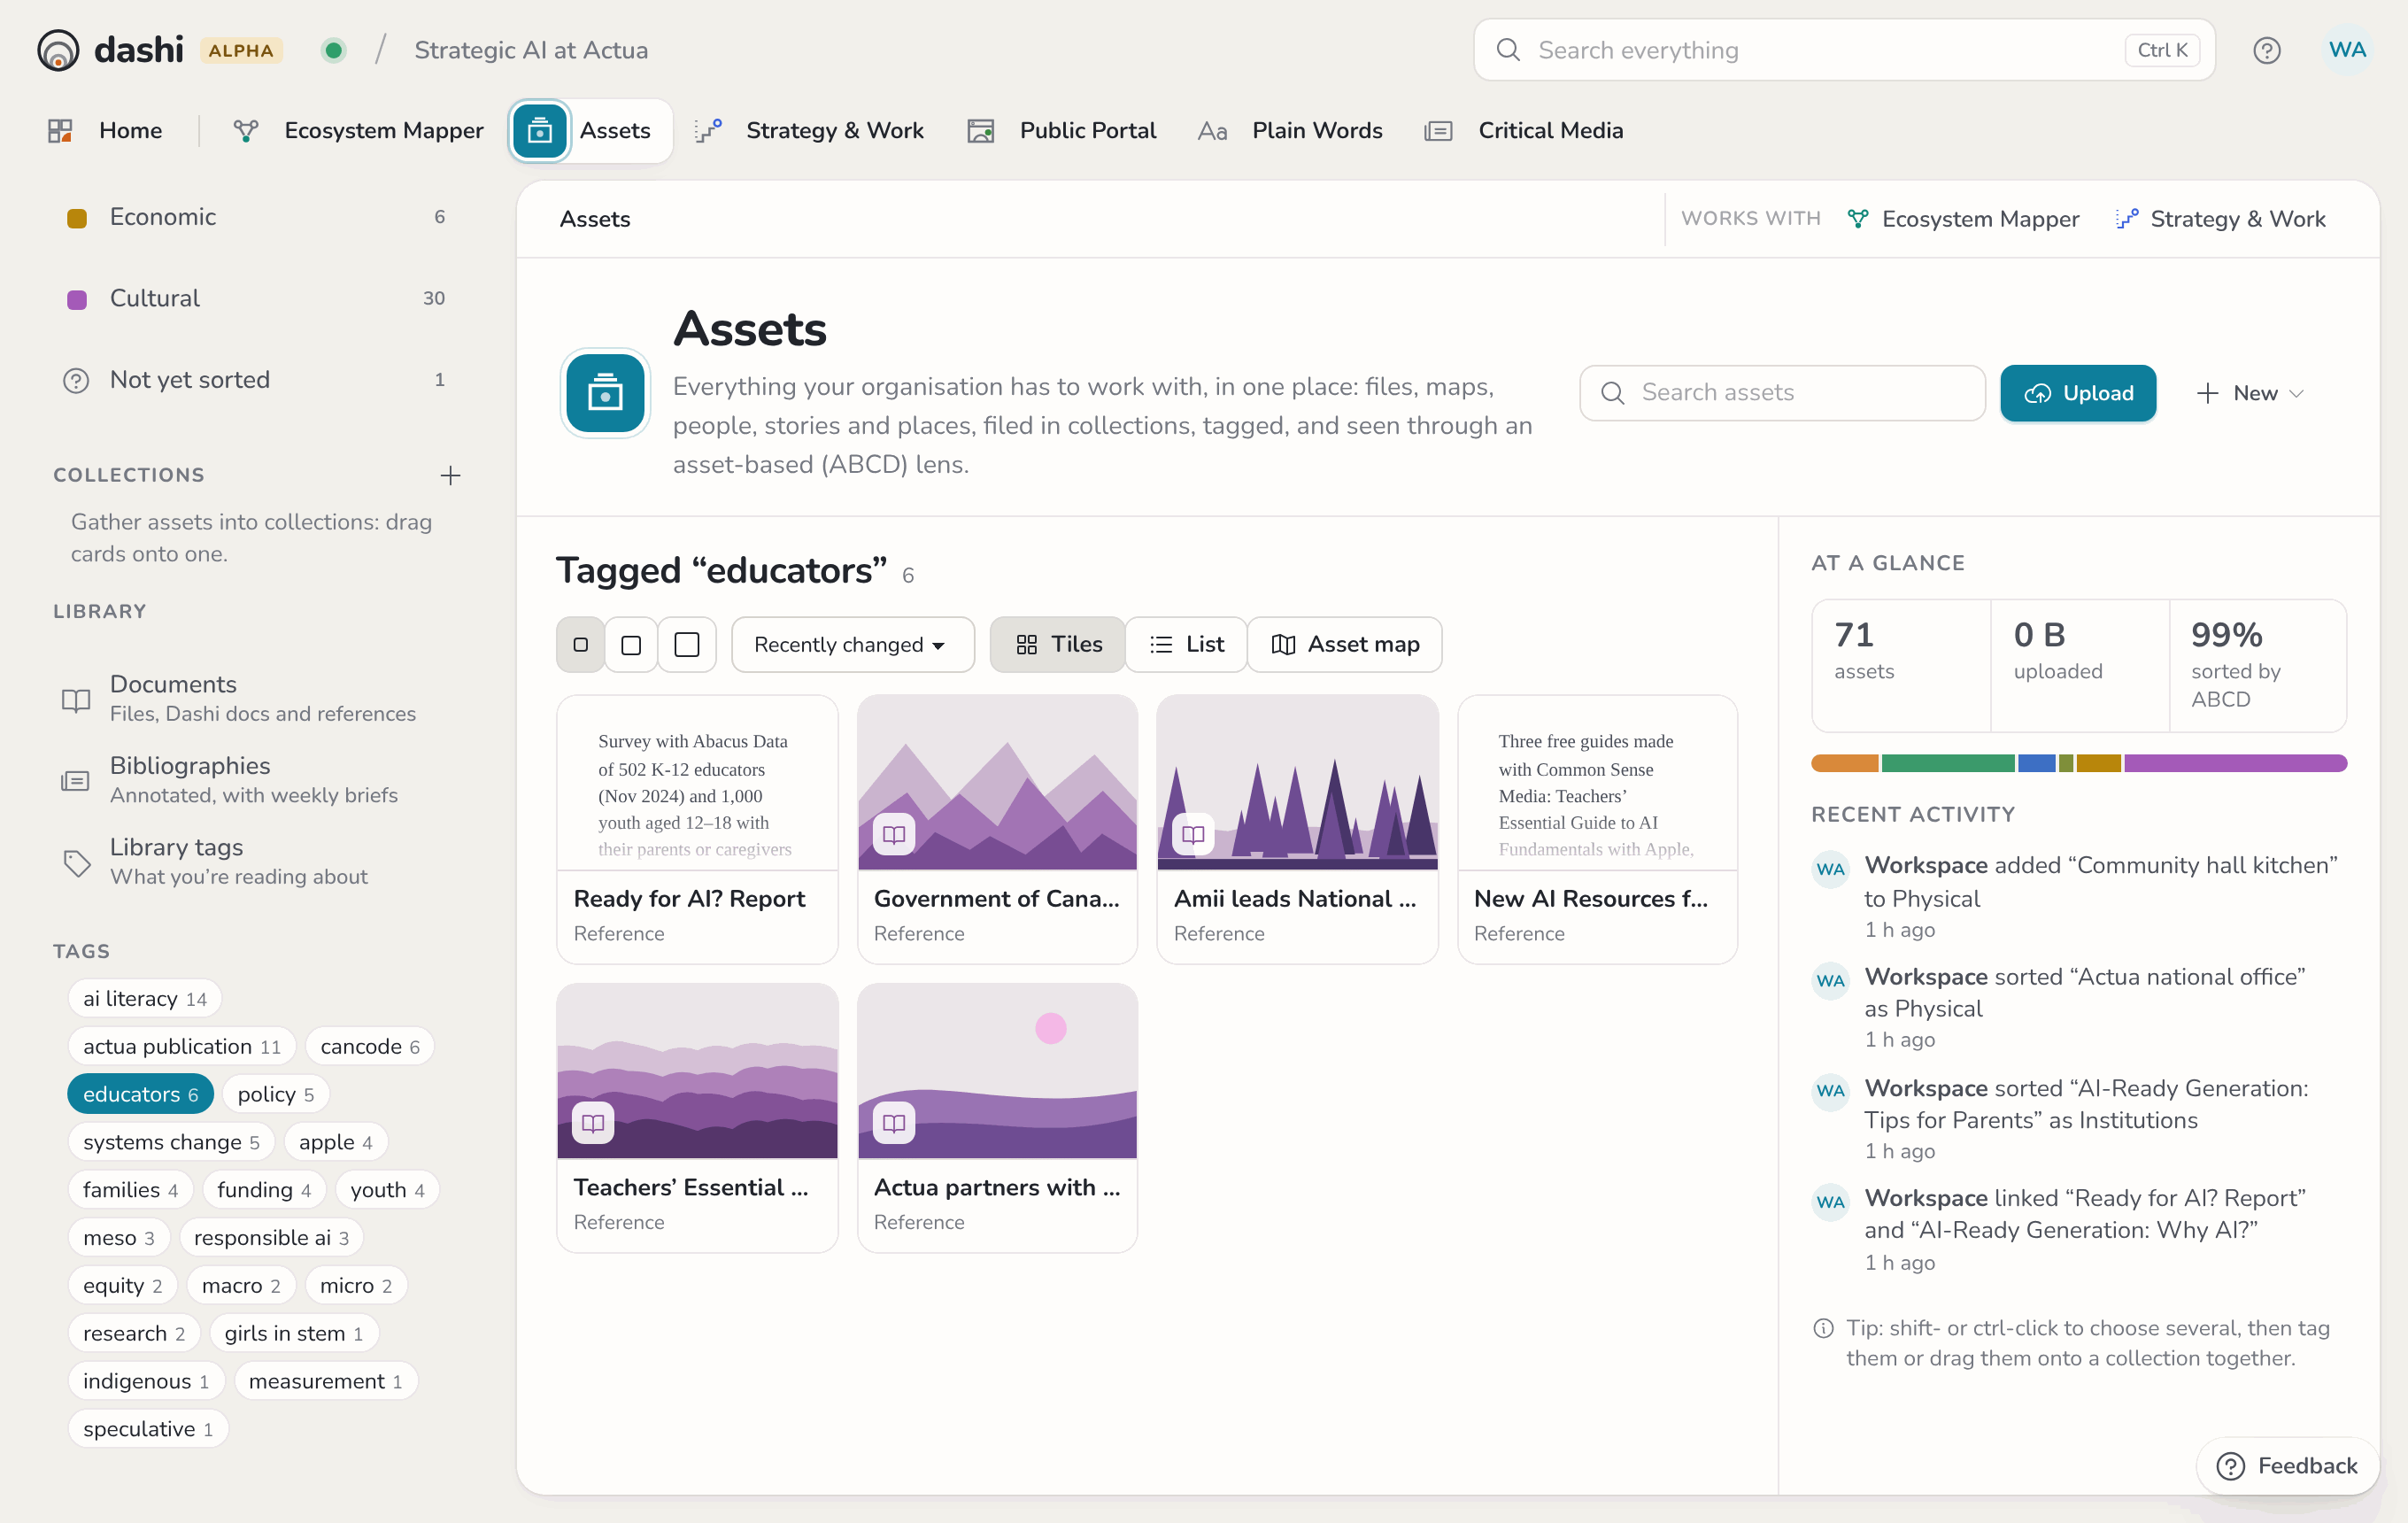 dashi ALPHA / Strategic AI at Actua
Search everything Ctrl K
WA
Home
Ecosystem Mapper
Assets
Strategy & Work
Public Portal
Aa Plain Words
Critical Media
Economic 6
Cultural 30
Not yet sorted 1
COLLECTIONS
Gather assets into collections: drag
cards onto one.
LIBRARY
Documents
Files, Dashi docs and references
Bibliographies
Annotated, with weekly briefs
Library tags
What you’re reading about
TAGS
ai literacy 14
actua publication 11 cancode 6
educators 6 policy 5
systems change 5 apple 4
families 4 funding 4 youth 4
meso 3 responsible ai 3
equity 2 macro 2 micro 2
research 2 girls in stem 1
indigenous 1 measurement 1
speculative 1
Assets
WORKS WITH Ecosystem Mapper Strategy & Work
Assets
Everything your organisation has to work with, in one place: files, maps,
people, stories and places, filed in collections, tagged, and seen through an
asset-based (ABCD) lens.
Search assets
Upload
New
Tagged “educators” 6
Recently changed
Tiles
List
Asset map
Survey with Abacus Data
of 502 K-12 educators
(Nov 2024) and 1,000
youth aged 12–18 with
their parents or caregivers
Ready for AI? Report
Reference
Government of Cana...
Reference
Amii leads National ...
Reference
Three free guides made
with Common Sense
Media: Teachers’
Essential Guide to AI
Fundamentals with Apple,
New AI Resources f...
Reference
Teachers’ Essential ...
Reference
Actua partners with ...
Reference
AT A GLANCE
71
assets
0 B
uploaded
99%
sorted by
ABCD
RECENT ACTIVITY
WA
Workspace added “Community hall kitchen”
to Physical
1 h ago
WA
Workspace sorted “Actua national office”
as Physical
1 h ago
WA
Workspace sorted “AI-Ready Generation:
Tips for Parents” as Institutions
1 h ago
WA
Workspace linked “Ready for AI? Report”
and “AI-Ready Generation: Why AI?”
1 h ago
Tip: shift- or ctrl-click to choose several, then tag
them or drag them onto a collection together.
Feedback